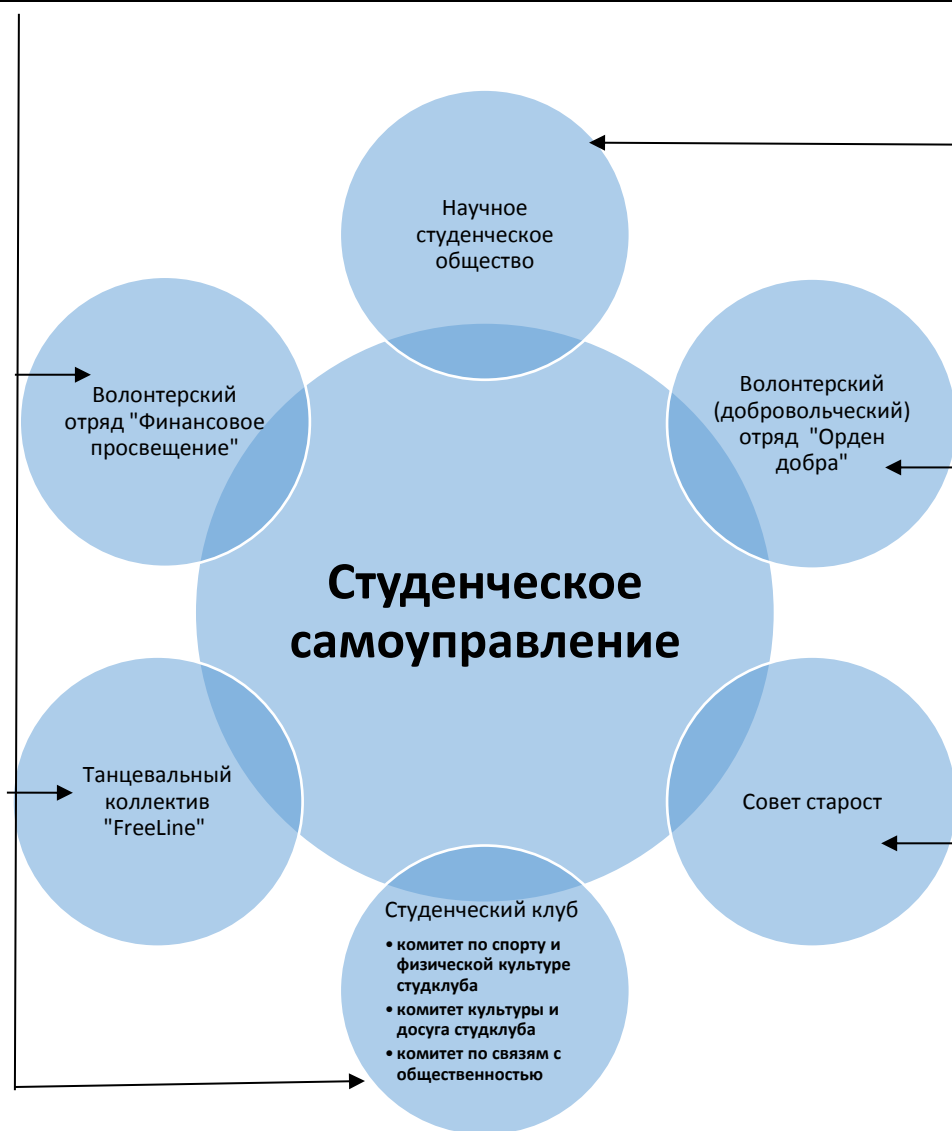 Научное
студенческое
общество
Волонтерский
отряд "Финансовое
просвещение"
Волонтерский
(добровольческий)
отряд "Орден
добра"
Студенческое
самоуправление
Танцевальный
коллектив
"FreeLine"
Совет старост
Студенческий клуб
• комитет по спорту и
физической культуре
студклуба
• комитет культуры и
досуга студклуба
• комитет по связям с
общественностью